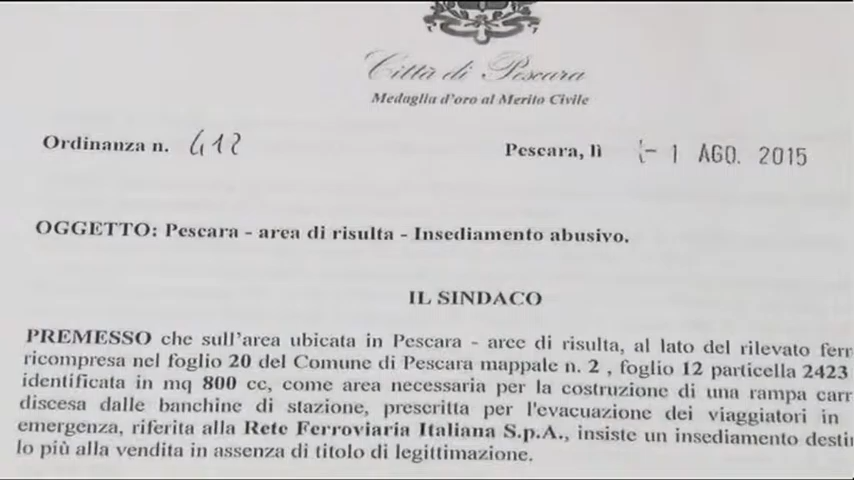 Città di Pescara
Medaglia d'oro al Merito Civile
Ordinanza n. 412
Pescara, lì - 1 AGO. 2015
OGGETTO: Pescara - area di risulta - Insediamento abusivo.
IL SINDACO
PREMESSO che sull'area ubicata in Pescara - aree di risulta, al lato del rilevato ferr
ricompresa nel foglio 20 del Comune di Pescara mappale n. 2 , foglio 12 particella 2423
identificata in mq 800 cc, come area necessaria per la costruzione di una rampa carr
discesa dalle banchine di stazione, prescritta per l'evacuazione dei viaggiatori in
emergenza, riferita alla Rete Ferroviaria Italiana S.p.A., insiste un insediamento destin
lo più alla vendita in assenza di titolo di legittimazione.